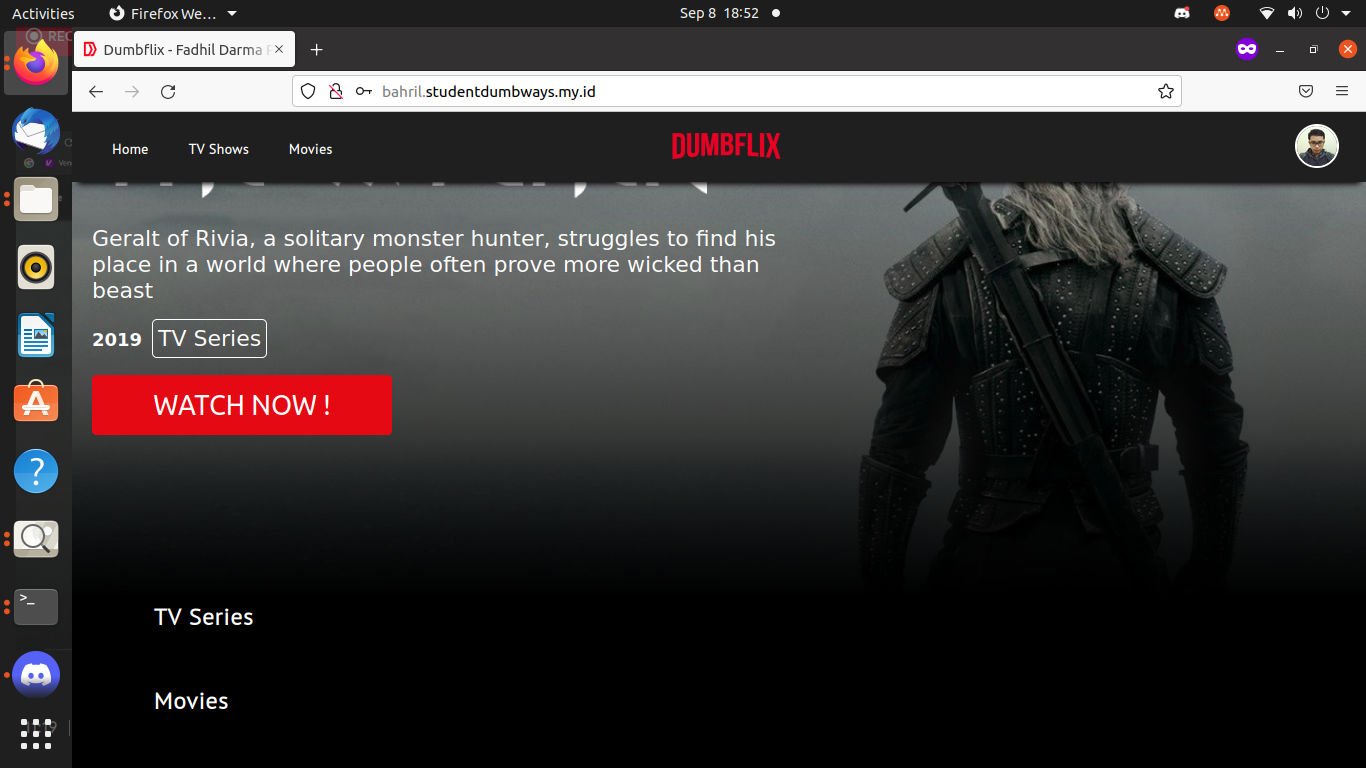 Activities
Firefox We…
Sep 8 18:52
REC
Dumbflix - Fadhil Darma
bahril.studentdumbways.my.id
Home
TV Shows
Movies
DUMBFLIX
Geralt of Rivia, a solitary monster hunter, struggles to find his
place in a world where people often prove more wicked than
beast
2019
TV Series
WATCH NOW !
TV Series
Movies